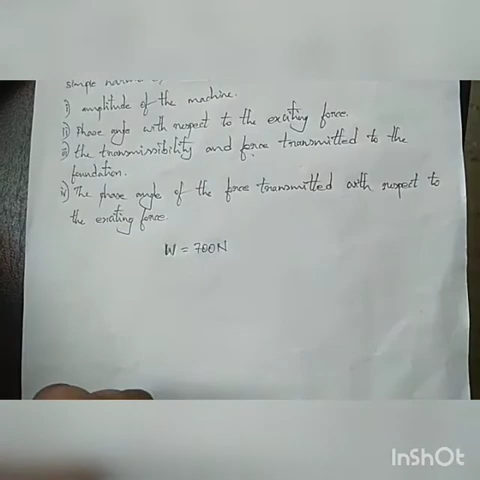 simple
i) amplitude of the machine.
ii) phase angle with respect to the exciting force.
iii) the transmissibility and force transmitted to the
foundation.
iv) The phase angle of the force transmitted with respect to
the exciting force.
W = 700N
InShOt